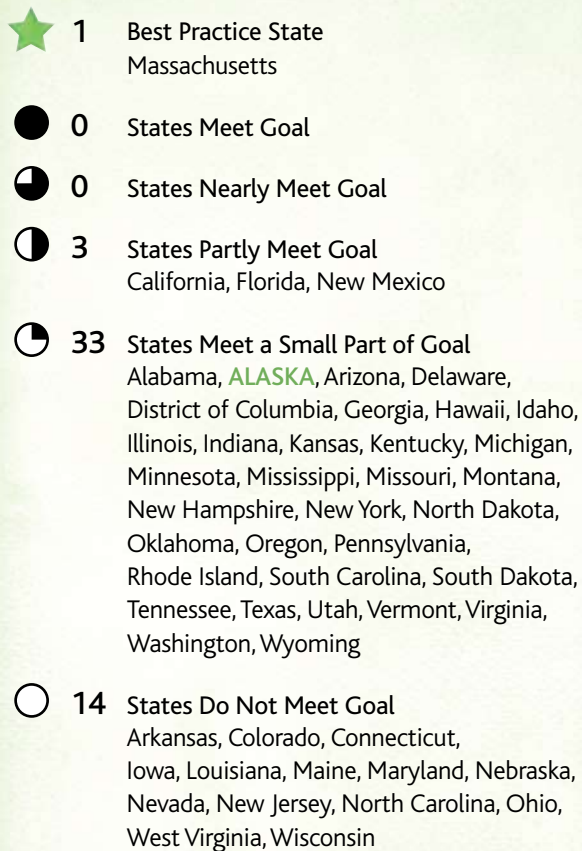 1 Best Practice State
Massachusetts
0 States Meet Goal
0 States Nearly Meet Goal
3 States Partly Meet Goal
California, Florida, New Mexico
33 States Meet a Small Part of Goal
Alabama, ALASKA, Arizona, Delaware,
District of Columbia, Georgia, Hawaii, Idaho,
Illinois, Indiana, Kansas, Kentucky, Michigan,
Minnesota, Mississippi, Missouri, Montana,
New Hampshire, New York, North Dakota,
Oklahoma, Oregon, Pennsylvania,
Rhode Island, South Carolina, South Dakota,
Tennessee, Texas, Utah, Vermont, Virginia,
Washington, Wyoming
14 States Do Not Meet Goal
Arkansas, Colorado, Connecticut,
Iowa, Louisiana, Maine, Maryland, Nebraska,
Nevada, New Jersey, North Carolina, Ohio,
West Virginia, Wisconsin